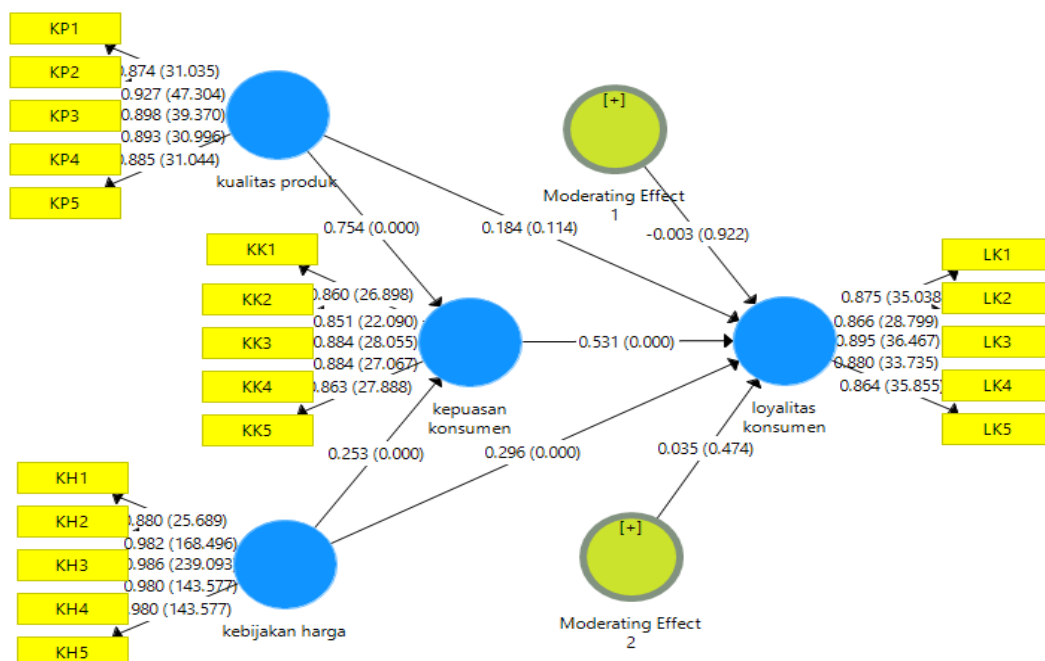 KP1
KP2
KP3
KP4
KP5
.874 (31.035)
0.927 (47.304)
0.898 (39.370)
0.893 (30.996)
.885 (31.044)
kualitas produk
[+]
Moderating Effect
1
0.754 (0.000)
0.184 (0.114)
-0.003 (0.922)
KK1
KK2
KK3
KK4
KK5
0.860 (26.898)
0.851 (22.090)
0.884 (28.055)
0.884 (27.067)
0.863 (27.888)
kepuasan
konsumen
0.531 (0.000)
LK1
LK2
LK3
LK4
LK5
0.875 (35.038
0.866 (28.799)
0.895 (36.467)
0.880 (33.735)
0.864 (35.855)
loyalitas
konsumen
0.253 (0.000)
0.296 (0.000)
0.035 (0.474)
KH1
KH2
KH3
KH4
KH5
.880 (25.689)
0.982 (168.496)
0.986 (239.093)
0.980 (143.577)
.980 (143.577)
kebijakan harga
[+]
Moderating Effect
2